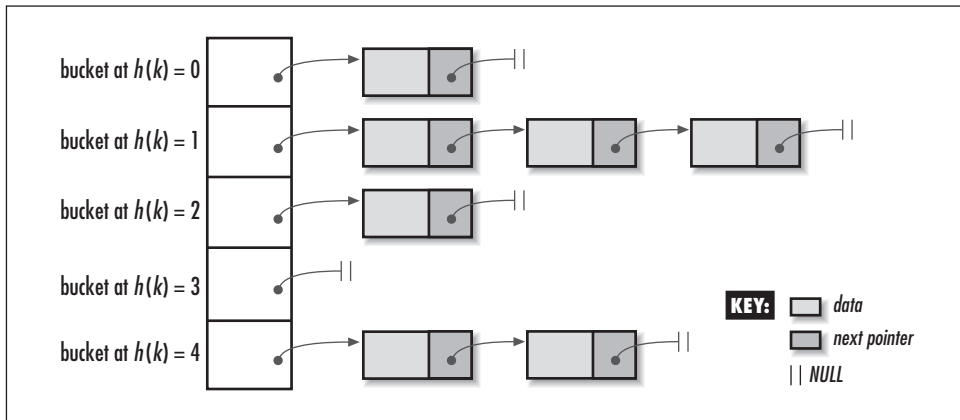 bucket at h(k) = 0
bucket at h(k) = 1
bucket at h(k) = 2
bucket at h(k) = 3
bucket at h(k) = 4
KEY:
data
next pointer
NULL